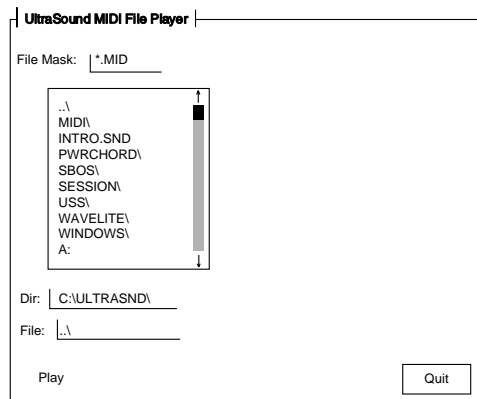 UltraSound MIDI File Player
File Mask: *.MID
..\
MIDI\
INTRO.SND
PWRCHORD\
SBOS\
SESSION\
USS\
WAVELITE\
WINDOWS\
A:
Dir: C:\ULTRASND\
File: ..\
Play Quit